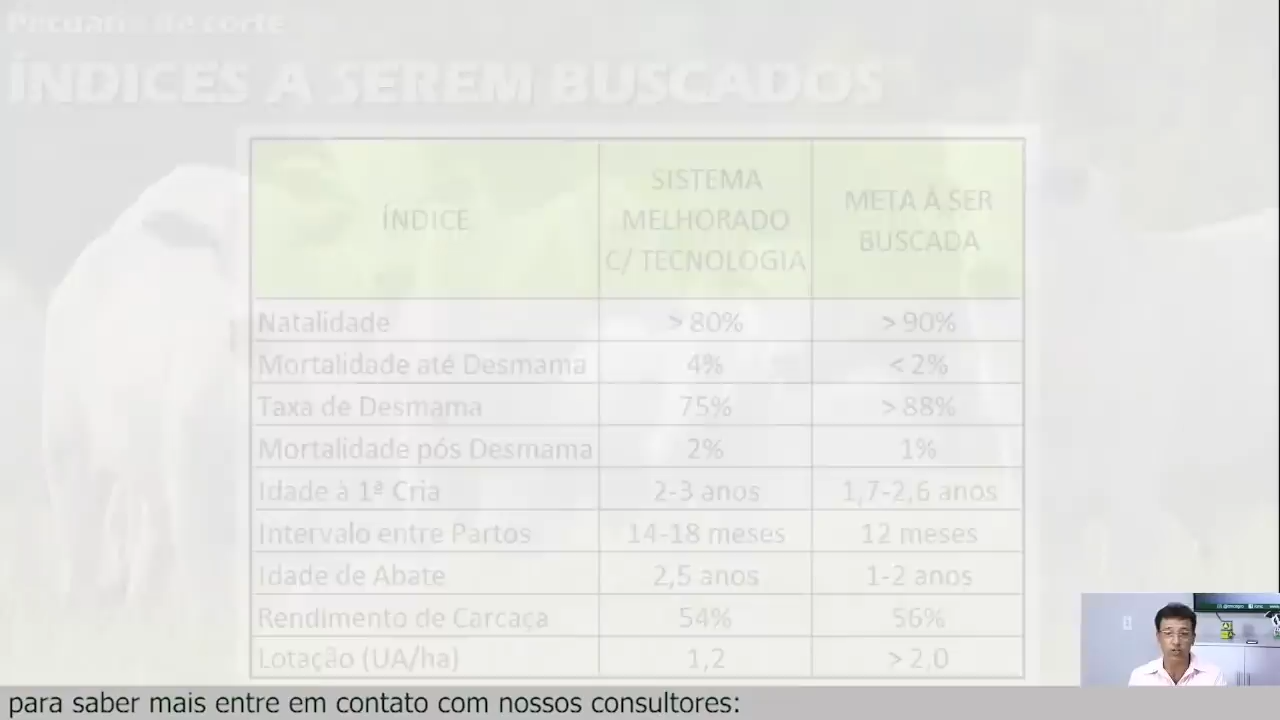 Pecuária de corte
ÍNDICES A SEREM BUSCADOS
ÍNDICE
SISTEMA
MELHORADO
C/ TECNOLOGIA
META À SER
BUSCADA
Natalidade > 80% > 90%
Mortalidade até Desmama 4% < 2%
Taxa de Desmama 75% > 88%
Mortalidade pós Desmama 2% 1%
Idade à 1ª Cria 2-3 anos 1,7-2,6 anos
Intervalo entre Partos 14-18 meses 12 meses
Idade de Abate 2,5 anos 1-2 anos
Rendimento de Carcaça 54% 56%
Lotação (UA/ha) 1,2 > 2,0
para saber mais entre em contato com nossos consultores: